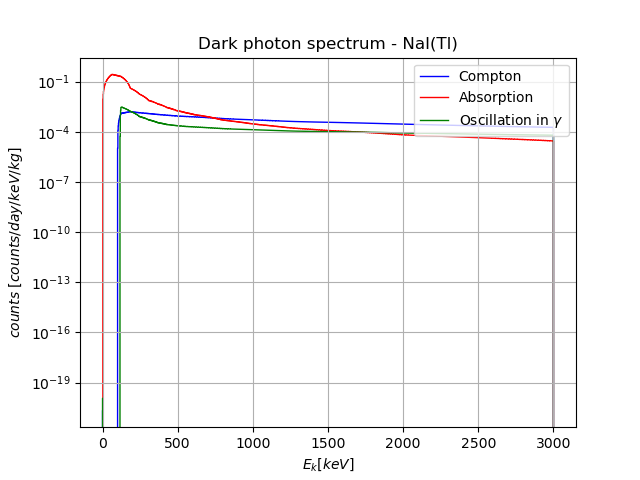 Dark photon spectrum - NaI(Tl)
Compton
Absorption
Oscillation in γ
10⁻¹
10⁻⁴
10⁻⁷
10⁻¹⁰
10⁻¹³
10⁻¹⁶
10⁻¹⁹
counts [counts/day/keV/kg]
0 500 1000 1500 2000 2500 3000
E_k[keV]